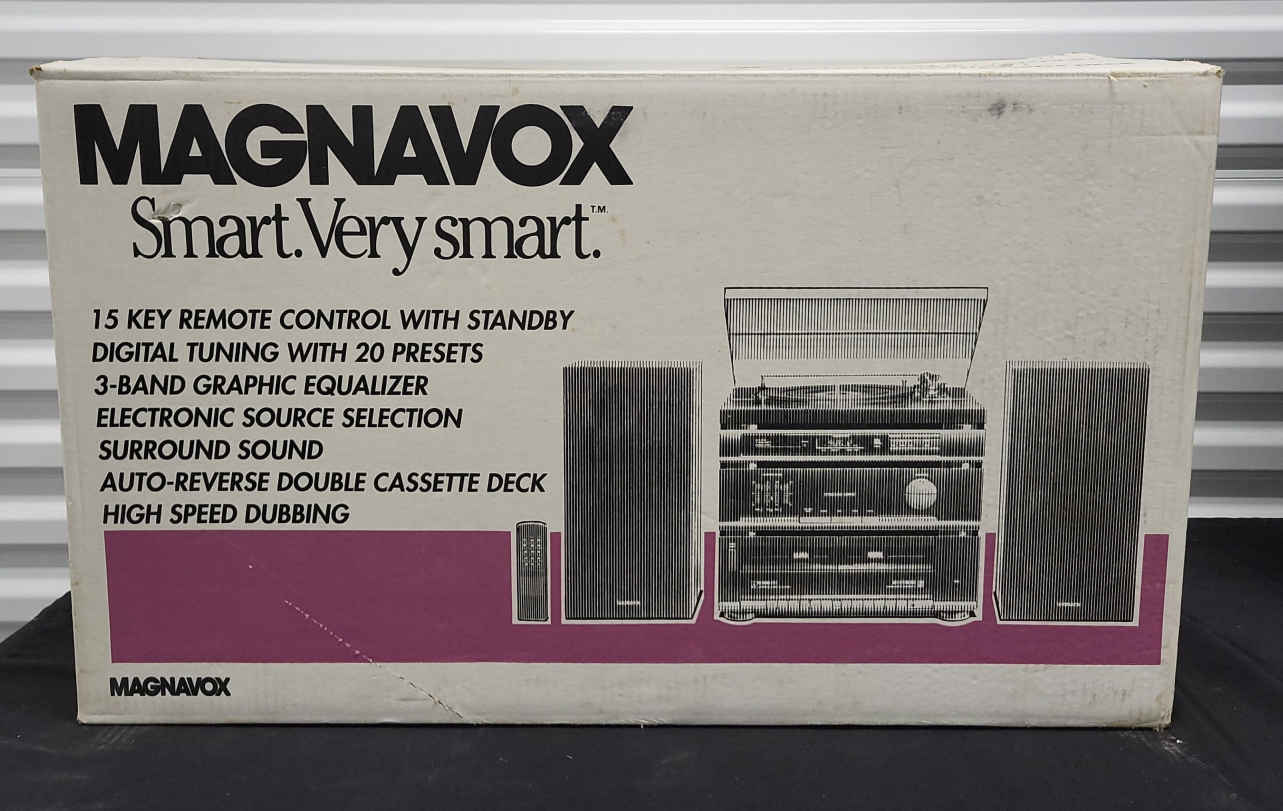 MAGNAVOX
Smart. Very smart.™
15 KEY REMOTE CONTROL WITH STANDBY
DIGITAL TUNING WITH 20 PRESETS
3-BAND GRAPHIC EQUALIZER
ELECTRONIC SOURCE SELECTION
SURROUND SOUND
AUTO-REVERSE DOUBLE CASSETTE DECK
HIGH SPEED DUBBING
MAGNAVOX